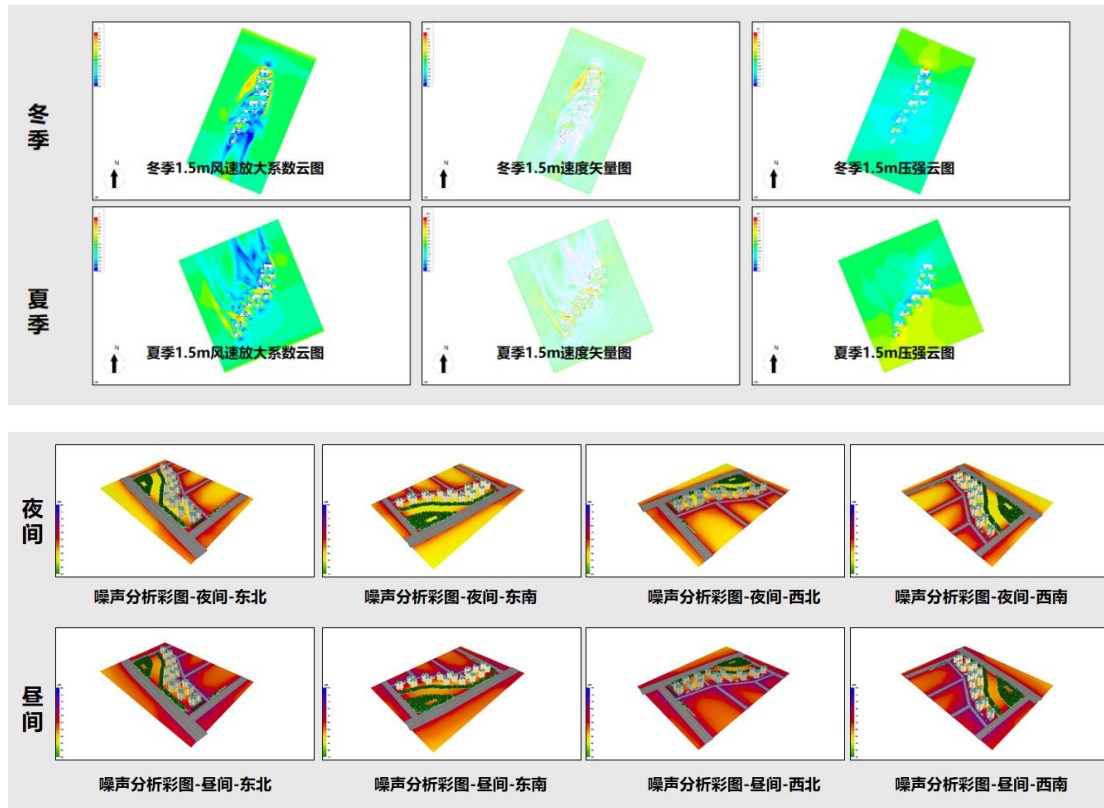 冬季
冬季1.5m风速放大系数云图
冬季1.5m速度矢量图
冬季1.5m压强云图
N
N
N
夏季
夏季1.5m风速放大系数云图
夏季1.5m速度矢量图
夏季1.5m压强云图
N
N
N
夜间
噪声分析彩图-夜间-东北
噪声分析彩图-夜间-东南
噪声分析彩图-夜间-西北
噪声分析彩图-夜间-西南
昼间
噪声分析彩图-昼间-东北
噪声分析彩图-昼间-东南
噪声分析彩图-昼间-西北
噪声分析彩图-昼间-西南